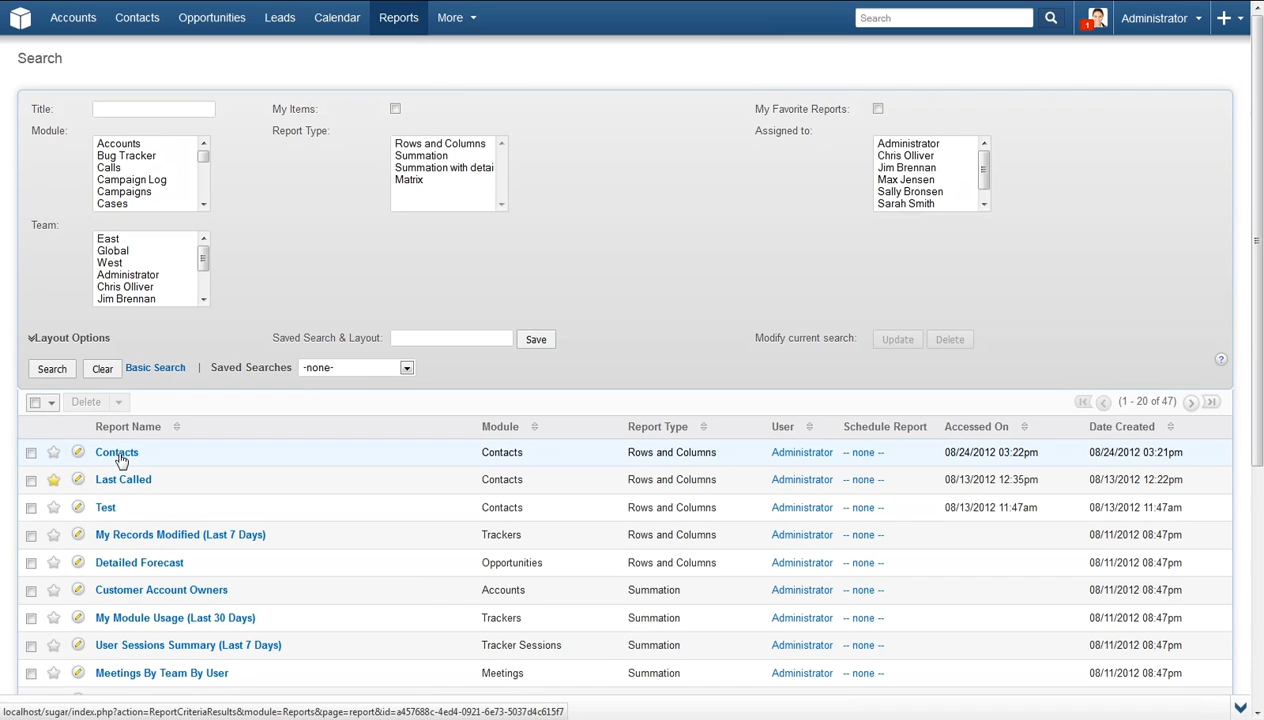 Accounts Contacts Opportunities Leads Calendar Reports More Search 1 Administrator
Search
Title: My Items: My Favorite Reports:
Module: Report Type: Assigned to:
Accounts
Bug Tracker
Calls
Campaign Log
Campaigns
Cases
Rows and Columns
Summation
Summation with detai
Matrix
Administrator
Chris Olliver
Jim Brennan
Max Jensen
Sally Bronsen
Sarah Smith
Team:
East
Global
West
Administrator
Chris Olliver
Jim Brennan
Layout Options Saved Search & Layout: Save Modify current search: Update Delete
Search Clear Basic Search | Saved Searches -none- ?
Delete (1 - 20 of 47)
Report Name Module Report Type User Schedule Report Accessed On Date Created
Contacts Contacts Rows and Columns Administrator -- none -- 08/24/2012 03:22pm 08/24/2012 03:21pm
Last Called Contacts Rows and Columns Administrator -- none -- 08/13/2012 12:35pm 08/13/2012 12:22pm
Test Contacts Rows and Columns Administrator -- none -- 08/13/2012 11:47am 08/13/2012 11:47am
My Records Modified (Last 7 Days) Trackers Rows and Columns Administrator -- none -- 08/11/2012 08:47pm
Detailed Forecast Opportunities Rows and Columns Administrator -- none -- 08/11/2012 08:47pm
Customer Account Owners Accounts Summation Administrator -- none -- 08/11/2012 08:47pm
My Module Usage (Last 30 Days) Trackers Summation Administrator -- none -- 08/11/2012 08:47pm
User Sessions Summary (Last 7 Days) Tracker Sessions Summation Administrator -- none -- 08/11/2012 08:47pm
Meetings By Team By User Meetings Summation Administrator -- none -- 08/11/2012 08:47pm
localhost/sugar/index.php?action=ReportCriteriaResults&module=Reports&page=report&id=a457688c-4ed4-0921-6e73-5037d4c615f7